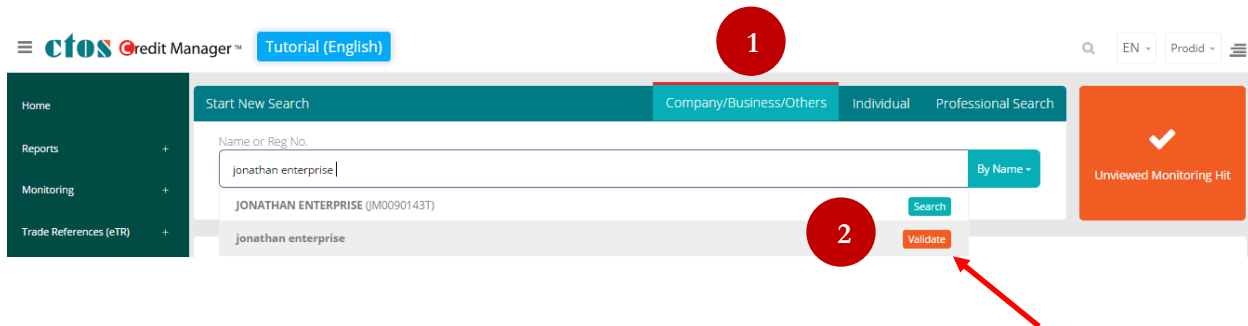 1
ctos Credit Manager™ Tutorial (English) EN Prodid
Home
Start New Search Company/Business/Others Individual Professional Search
Reports +
Name or Reg No.
jonathan enterprise By Name
Unviewed Monitoring Hit
Monitoring +
JONATHAN ENTERPRISE (JM0090143T) Search
Trade References (eTR) +
jonathan enterprise 2 Validate